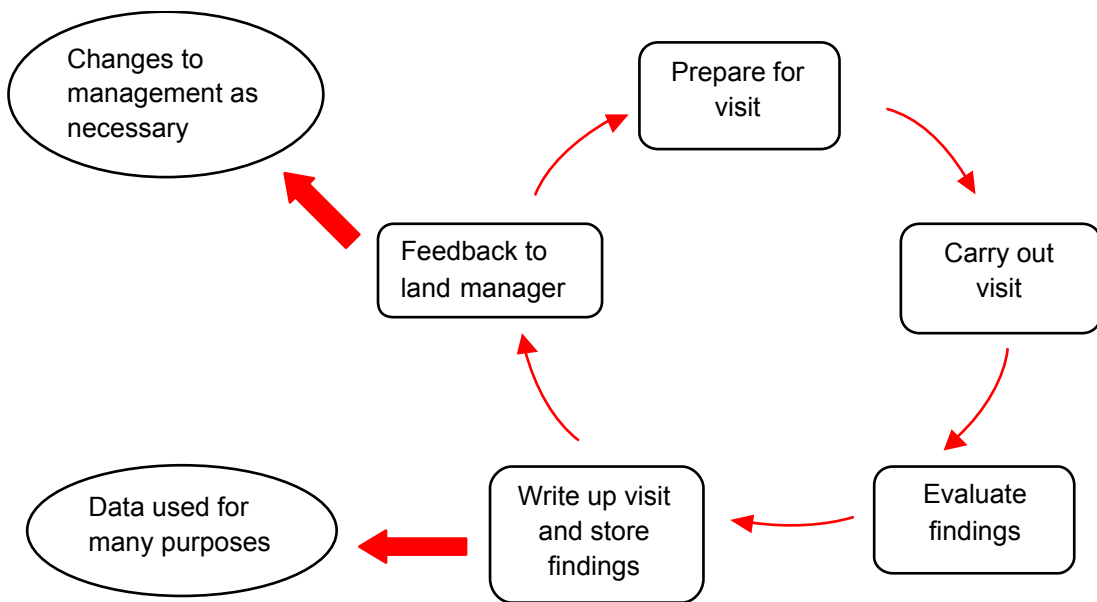 Changes to
management as
necessary
Prepare for
visit
Feedback to
land manager
Carry out
visit
Data used for
many purposes
Write up visit
and store
findings
Evaluate
findings